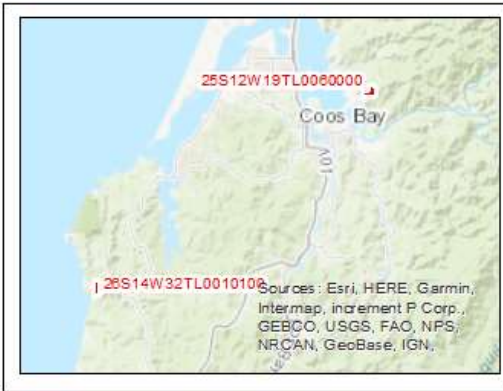 25S12W19TL0060000
Coos Bay
101
26S14W32TL0010100
Sources: Esri, HERE, Garmin,
Intermap, increment P Corp.,
GEBCO, USGS, FAO, NPS,
NRCAN, GeoBase, IGN,